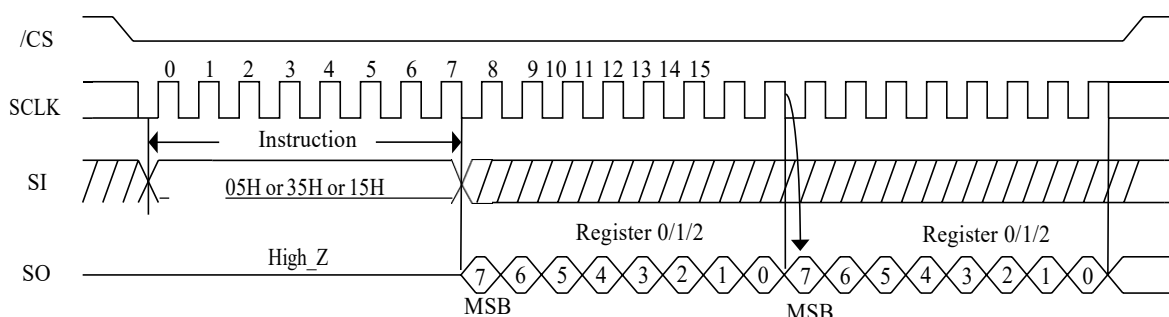 /CS
0 1 2 3 4 5 6 7 8 9 10 11 12 13 14 15
SCLK
Instruction
SI
05H or 35H or 15H
Register 0/1/2 Register 0/1/2
High_Z
SO
7 6 5 4 3 2 1 0 7 6 5 4 3 2 1 0
MSB MSB